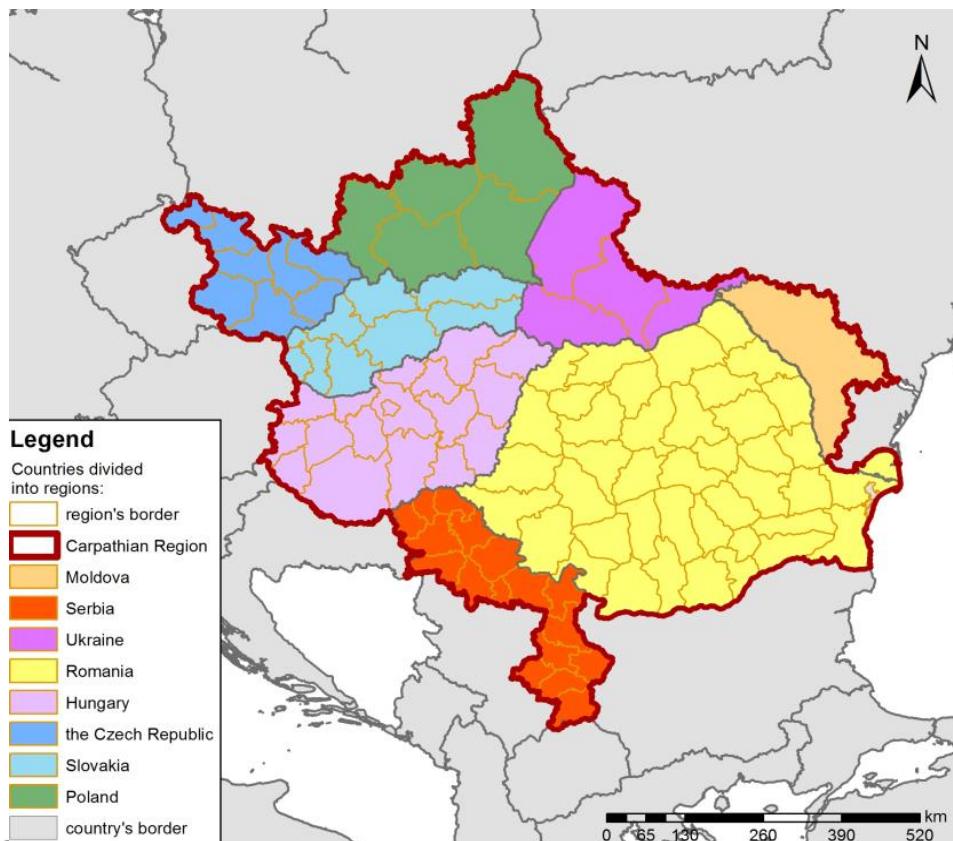 N
Legend
Countries divided
into regions:
region's border
Carpathian Region
Moldova
Serbia
Ukraine
Romania
Hungary
the Czech Republic
Slovakia
Poland
country's border
km
0 65 130 260 390 520